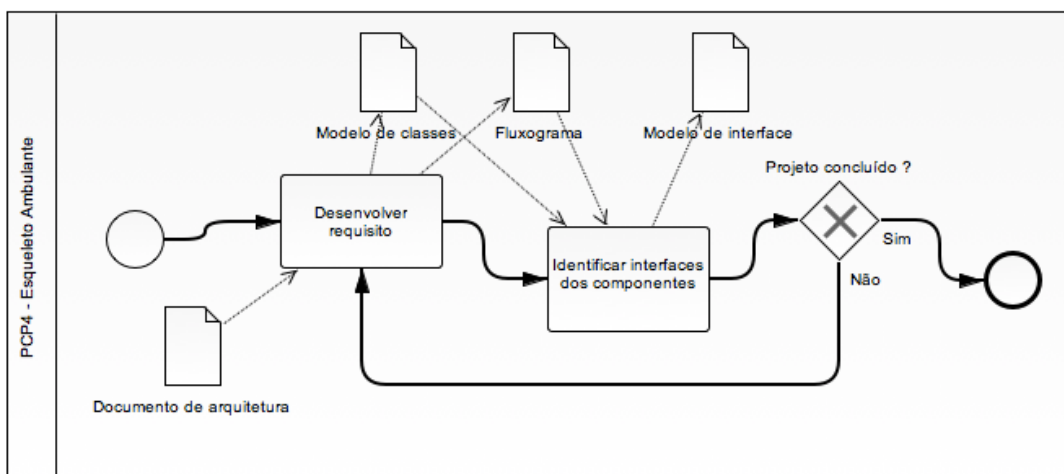 PCP4 - Esqueleto Ambulante
Modelo de classes
Fluxograma
Modelo de interface
Projeto concluído ?
Desenvolver
requisito
Sim
Identificar interfaces
dos componentes
Não
Documento de arquitetura